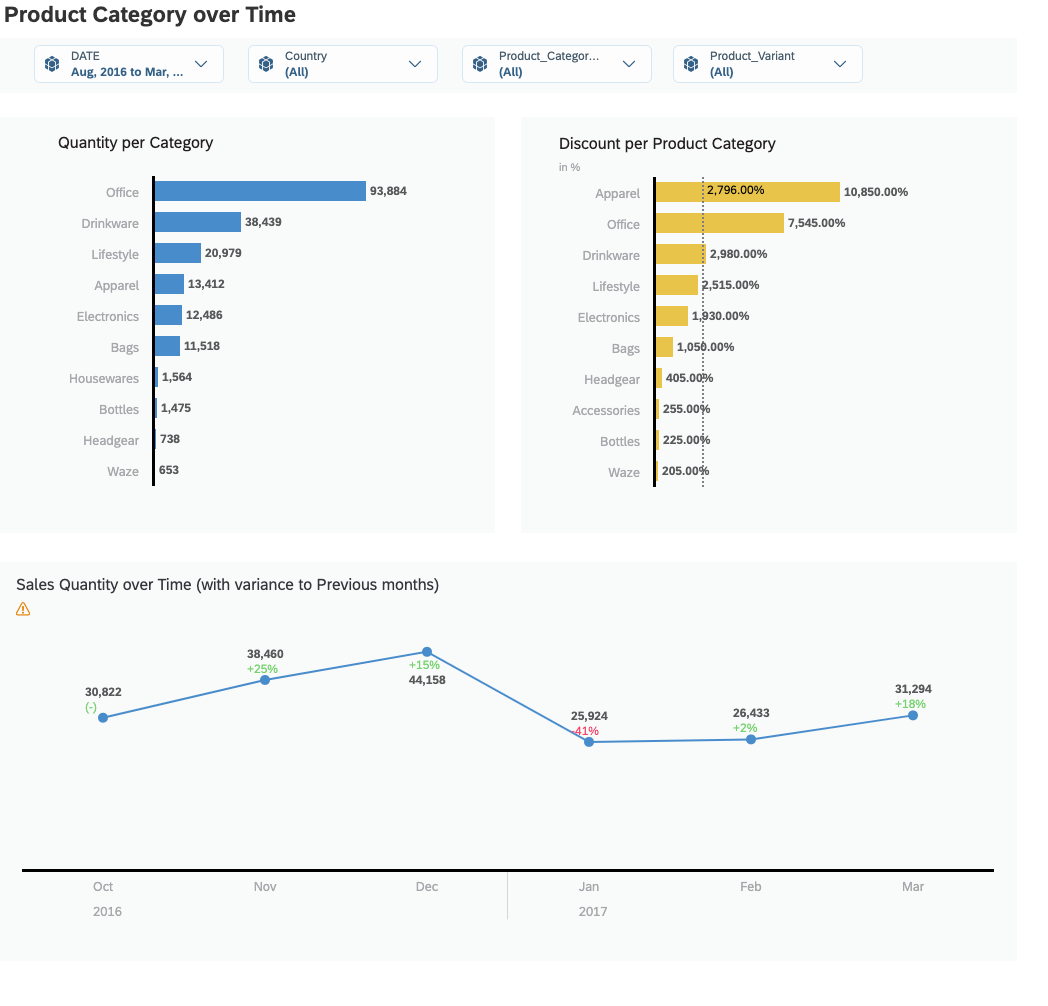 Product Category over Time
DATE
Aug, 2016 to Mar, ...
Country
(All)
Product_Categor...
(All)
Product_Variant
(All)
Quantity per Category
Office 93,884
Drinkware 38,439
Lifestyle 20,979
Apparel 13,412
Electronics 12,486
Bags 11,518
Housewares 1,564
Bottles 1,475
Headgear 738
Waze 653
Discount per Product Category
in %
Apparel 2,796.00% 10,850.00%
Office 7,545.00%
Drinkware 2,980.00%
Lifestyle 2,515.00%
Electronics 1,930.00%
Bags 1,050.00%
Headgear 405.00%
Accessories 255.00%
Bottles 225.00%
Waze 205.00%
Sales Quantity over Time (with variance to Previous months)
30,822
(-)
38,460
+25%
+15%
44,158
25,924
-41%
26,433
+2%
31,294
+18%
Oct Nov Dec Jan Feb Mar
2016 2017